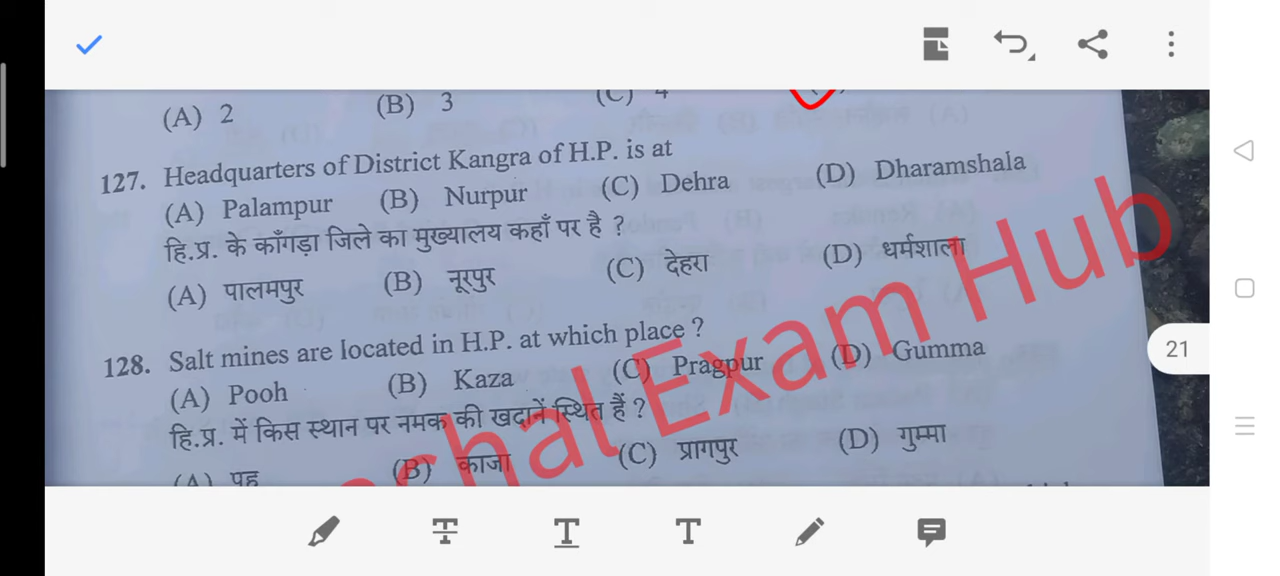 (A) 2 (B) 3 (C) 4
127. Headquarters of District Kangra of H.P. is at
(A) Palampur (B) Nurpur (C) Dehra (D) Dharamshala
हि.प्र. के काँगड़ा जिले का मुख्यालय कहाँ पर है ?
(A) पालमपुर (B) नूरपुर (C) देहरा (D) धर्मशाला
128. Salt mines are located in H.P. at which place ?
(A) Pooh (B) Kaza (C) Pragpur (D) Gumma
हि.प्र. में किस स्थान पर नमक की खदानें स्थित हैं ?
(A) पूह (B) काजा (C) प्रागपुर (D) गुम्मा
chal Exam Hub
21
T T T